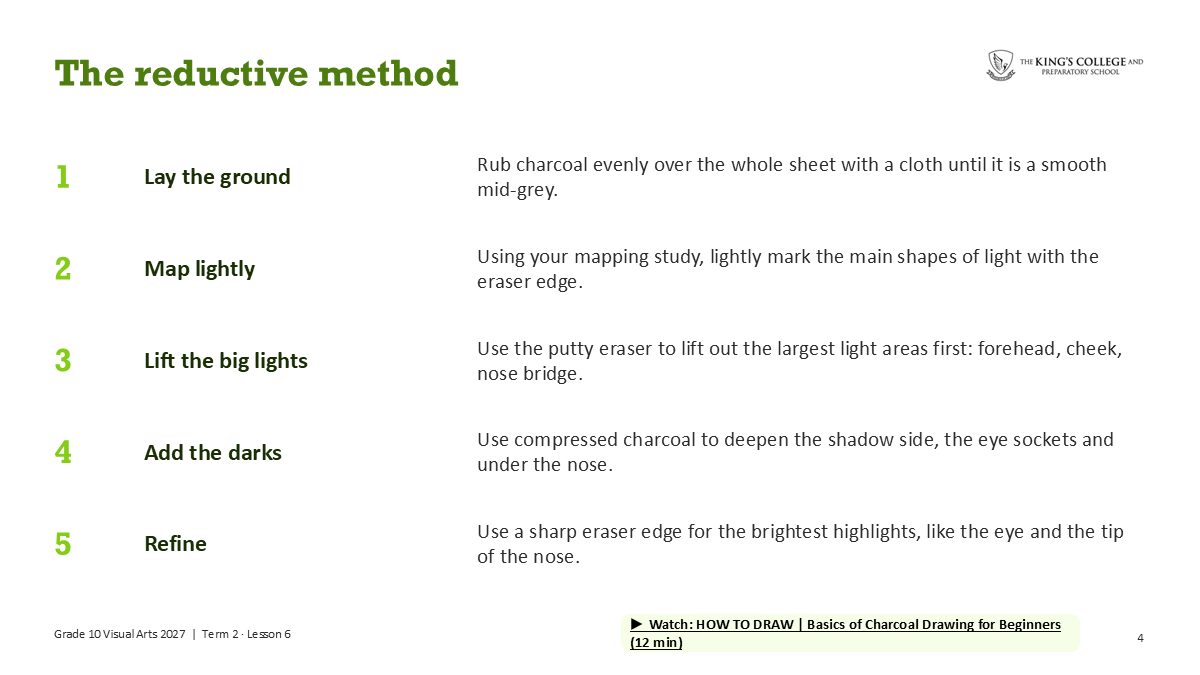 The reductive method
THE KING'S COLLEGE AND
PREPARATORY SCHOOL
1
Lay the ground
Rub charcoal evenly over the whole sheet with a cloth until it is a smooth
mid-grey.
2
Map lightly
Using your mapping study, lightly mark the main shapes of light with the
eraser edge.
3
Lift the big lights
Use the putty eraser to lift out the largest light areas first: forehead, cheek,
nose bridge.
4
Add the darks
Use compressed charcoal to deepen the shadow side, the eye sockets and
under the nose.
5
Refine
Use a sharp eraser edge for the brightest highlights, like the eye and the tip
of the nose.
Grade 10 Visual Arts 2027 | Term 2 · Lesson 6
▶ Watch: HOW TO DRAW | Basics of Charcoal Drawing for Beginners
(12 min)
4